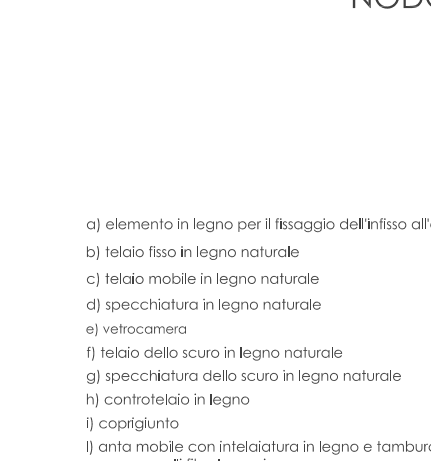 a) elemento in legno per il fissaggio dell'infisso
b) telaio fisso in legno naturale
c) telaio mobile in legno naturale
d) specchiatura in legno naturale
e) vetrocamera
f) telaio dello scuro in legno naturale
g) specchiatura dello scuro in legno naturale
h) controtelaio in legno
i) coprigiunto
l) anta mobile con intelaiatura in legno e